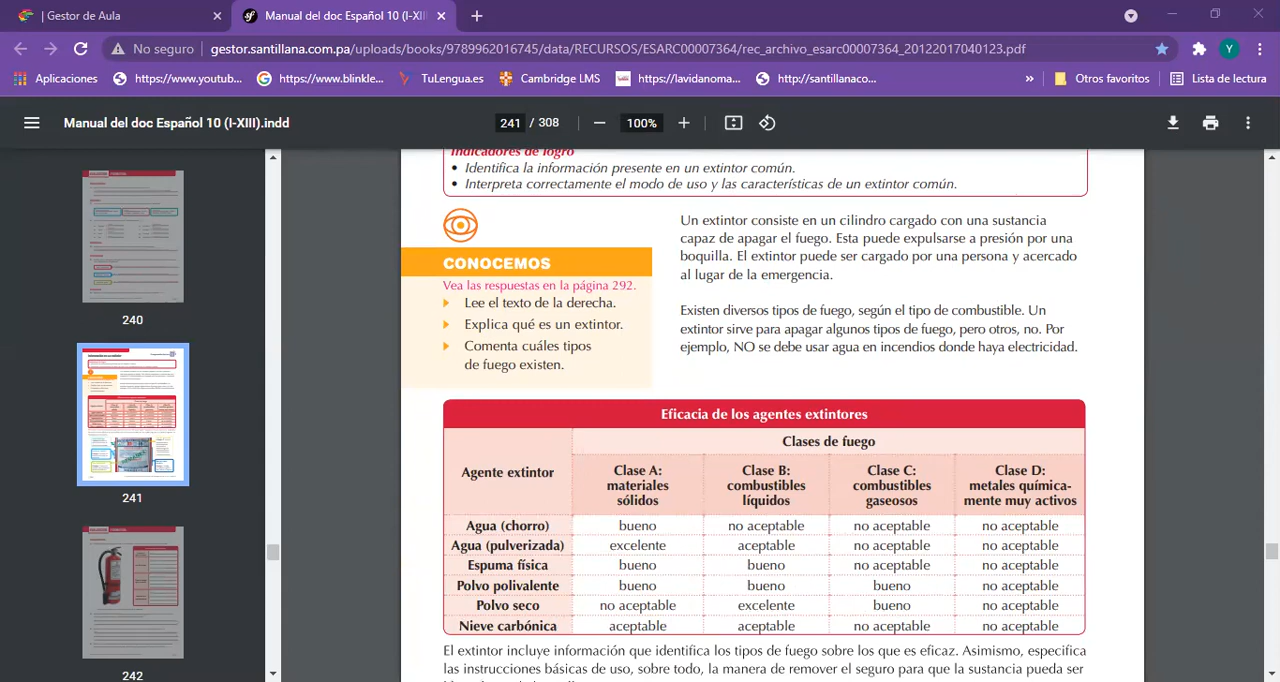 | Gestor de Aula
Manual del doc Español 10 (I-XIII
No seguro
gestor.santillana.com.pa/uploads/books/9789962016745/data/RECURSOS/ESARC00007364/rec_archivo_esarc00007364_20122017040123.pdf
Y
Aplicaciones
https://www.youtub...
https://www.blinkle...
TuLengua.es
Cambridge LMS
https://lavidanoma...
http://santillanaco...
»
Otros favoritos
Lista de lectura
Manual del doc Español 10 (I-XIII).indd
241 / 308
100%
240
241
242
Indicadores de logro
• Identifica la información presente en un extintor común.
• Interpreta correctamente el modo de uso y las características de un extintor común.
CONOCEMOS
Vea las respuestas en la página 292.
Lee el texto de la derecha.
Explica qué es un extintor.
Comenta cuáles tipos
de fuego existen.
Un extintor consiste en un cilindro cargado con una sustancia
capaz de apagar el fuego. Esta puede expulsarse a presión por una
boquilla. El extintor puede ser cargado por una persona y acercado
al lugar de la emergencia.
Existen diversos tipos de fuego, según el tipo de combustible. Un
extintor sirve para apagar algunos tipos de fuego, pero otros, no. Por
ejemplo, NO se debe usar agua en incendios donde haya electricidad.
Eficacia de los agentes extintores
Clases de fuego
Agente extintor
Clase A:
materiales
sólidos
Clase B:
combustibles
líquidos
Clase C:
combustibles
gaseosos
Clase D:
metales química-
mente muy activos
Agua (chorro) bueno no aceptable no aceptable no aceptable
Agua (pulverizada) excelente aceptable no aceptable no aceptable
Espuma física bueno bueno no aceptable no aceptable
Polvo polivalente bueno bueno bueno no aceptable
Polvo seco no aceptable excelente bueno no aceptable
Nieve carbónica aceptable aceptable no aceptable no aceptable
El extintor incluye información que identifica los tipos de fuego sobre los que es eficaz. Asimismo, especifica
las instrucciones básicas de uso, sobre todo, la manera de remover el seguro para que la sustancia pueda ser